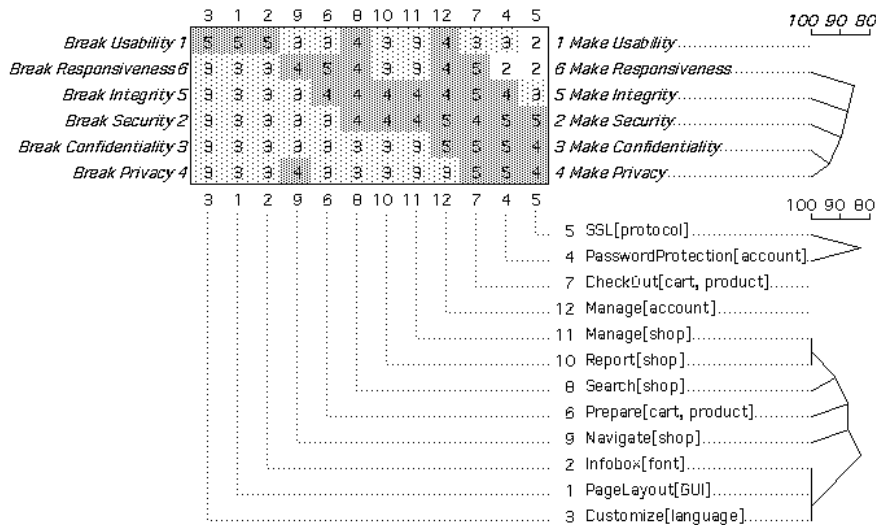 3 1 2 9 6 8 10 11 12 7 4 5
100 90 80
Break Usability 1 5 5 5 3 3 4 3 3 4 3 3 2 1 Make Usability
Break Responsiveness 6 3 3 3 4 5 4 3 3 4 5 2 2 6 Make Responsiveness
Break Integrity 5 3 3 3 3 4 4 4 4 4 5 4 3 5 Make Integrity
Break Security 2 3 3 3 3 3 4 4 4 5 4 5 5 2 Make Security
Break Confidentiality 3 3 3 3 3 3 3 3 3 5 5 5 4 3 Make Confidentiality
Break Privacy 4 3 3 3 4 3 3 3 3 3 5 5 4 4 Make Privacy
3 1 2 9 6 8 10 11 12 7 4 5
100 90 80
5 SSL[protocol]
4 PasswordProtection[account]
7 CheckOut[cart, product]
12 Manage[account]
11 Manage[shop]
10 Report[shop]
8 Search[shop]
6 Prepare[cart, product]
9 Navigate[shop]
2 Infobox[font]
1 PageLayout[GUI]
3 Customize[language]